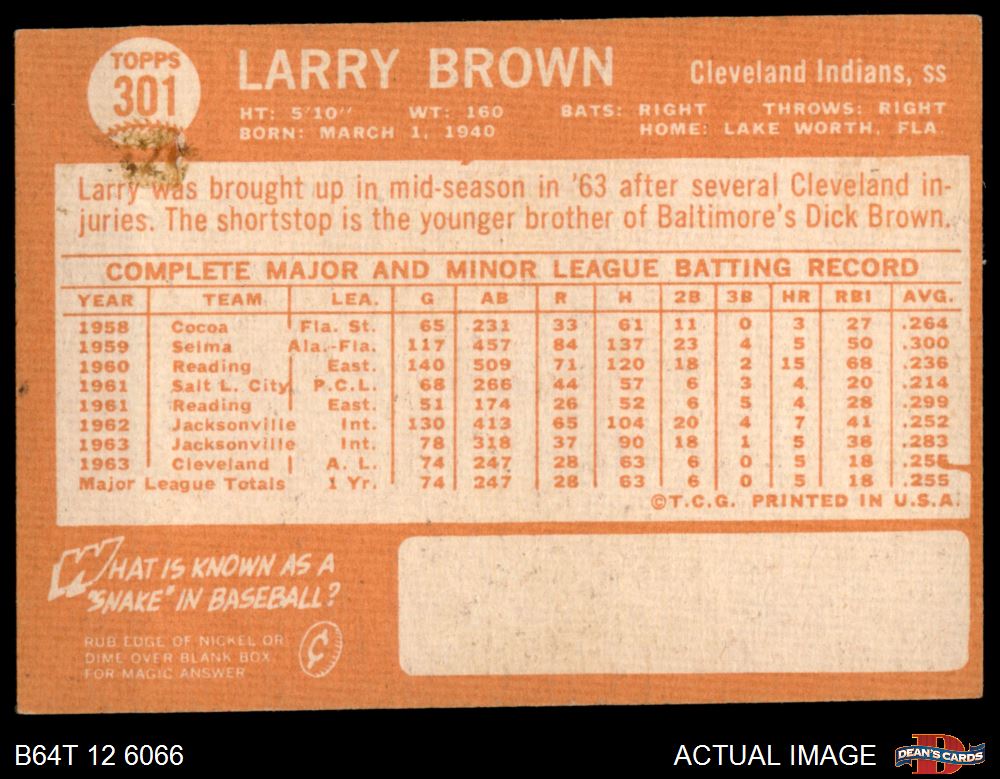 TOPPS
301
LARRY BROWN
Cleveland Indians, SS
HT: 5'10" WT: 160 BATS: RIGHT THROWS: RIGHT
BORN: MARCH 1, 1940 HOME: LAKE WORTH, FLA.
Larry was brought up in mid-season in '63 after several Cleveland in-
juries. The shortstop is the younger brother of Baltimore's Dick Brown.
COMPLETE MAJOR AND MINOR LEAGUE BATTING RECORD
YEAR TEAM LEA. G AB R H 2B 3B HR RBI AVG.
1958 Cocoa Fla. St. 65 231 33 61 11 0 3 27 .264
1959 Selma Ala.-Fla. 117 457 84 137 23 4 5 50 .300
1960 Reading East. 140 509 71 120 18 2 15 68 .236
1961 Salt L. City P.C.L. 68 266 44 57 6 3 4 20 .214
1961 Reading East. 51 174 26 52 6 5 4 28 .299
1962 Jacksonville Int. 130 413 65 104 20 4 7 41 .252
1963 Jacksonville Int. 78 318 37 90 18 1 5 38 .283
1963 Cleveland A. L. 74 247 28 63 6 0 5 18 .255
Major League Totals 1 Yr. 74 247 28 63 6 0 5 18 .255
©T.C.G. PRINTED IN U.S.A.
WHAT IS KNOWN AS A
"SNAKE" IN BASEBALL?
RUB EDGE OF NICKEL OR
DIME OVER BLANK BOX
FOR MAGIC ANSWER
¢
B64T 12 6066
ACTUAL IMAGE
DEAN'S CARDS